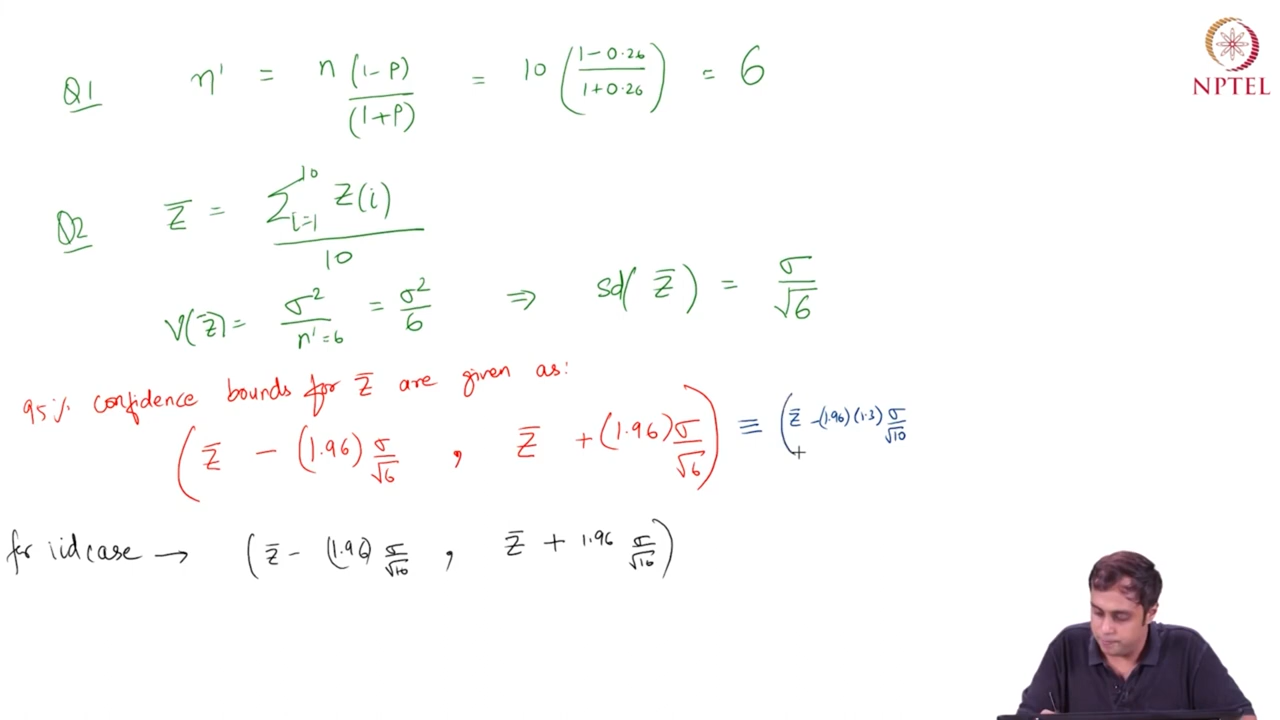 NPTEL
Q1 n' = n (1-ρ)/(1+ρ) = 10 (1-0.26/1+0.26) = 6
Q2 Z̅ = ∑_{i=1}^{10} Z(i) / 10
V(Z̅) = σ²/n'=6 = σ²/6 ⇒ sd(Z̅) = σ/√6
95% confidence bounds for Z̅ are given as:
(Z̅ - (1.96) σ/√6 , Z̅ + (1.96) σ/√6) ≡ (Z̅ - (1.96)(1.3) σ/√10
+
for iid case → (Z̅ - (1.96) σ/√10 , Z̅ + 1.96 σ/√10)